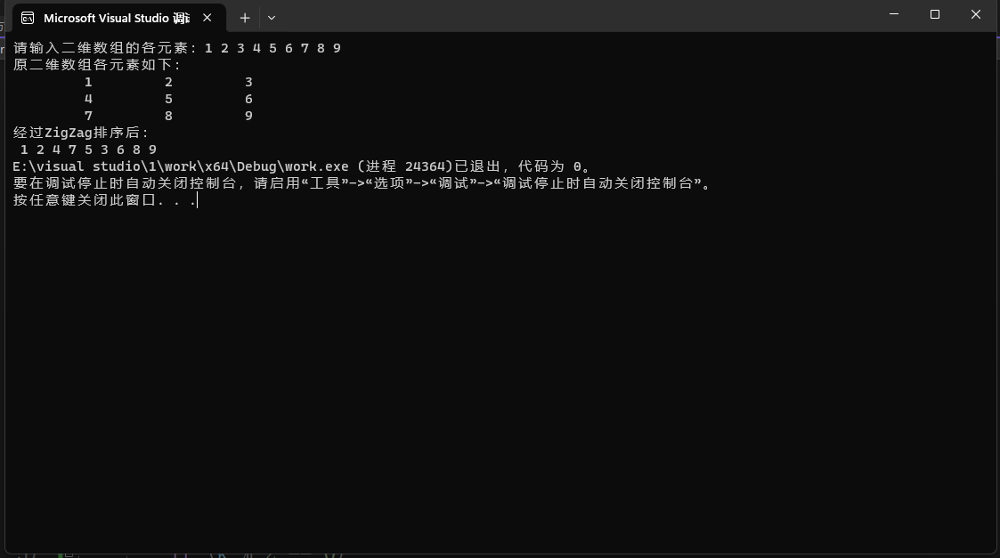 Microsoft Visual Studio 调试
请输入二维数组的各元素：1 2 3 4 5 6 7 8 9
原二维数组各元素如下：
1 2 3
4 5 6
7 8 9
经过ZigZag排序后：
1 2 4 7 5 3 6 8 9
E:\visual studio\1\work\x64\Debug\work.exe (进程 24364)已退出，代码为 0。
要在调试停止时自动关闭控制台，请启用“工具”->“选项”->“调试”->“调试停止时自动关闭控制台”。
按任意键关闭此窗口. . .